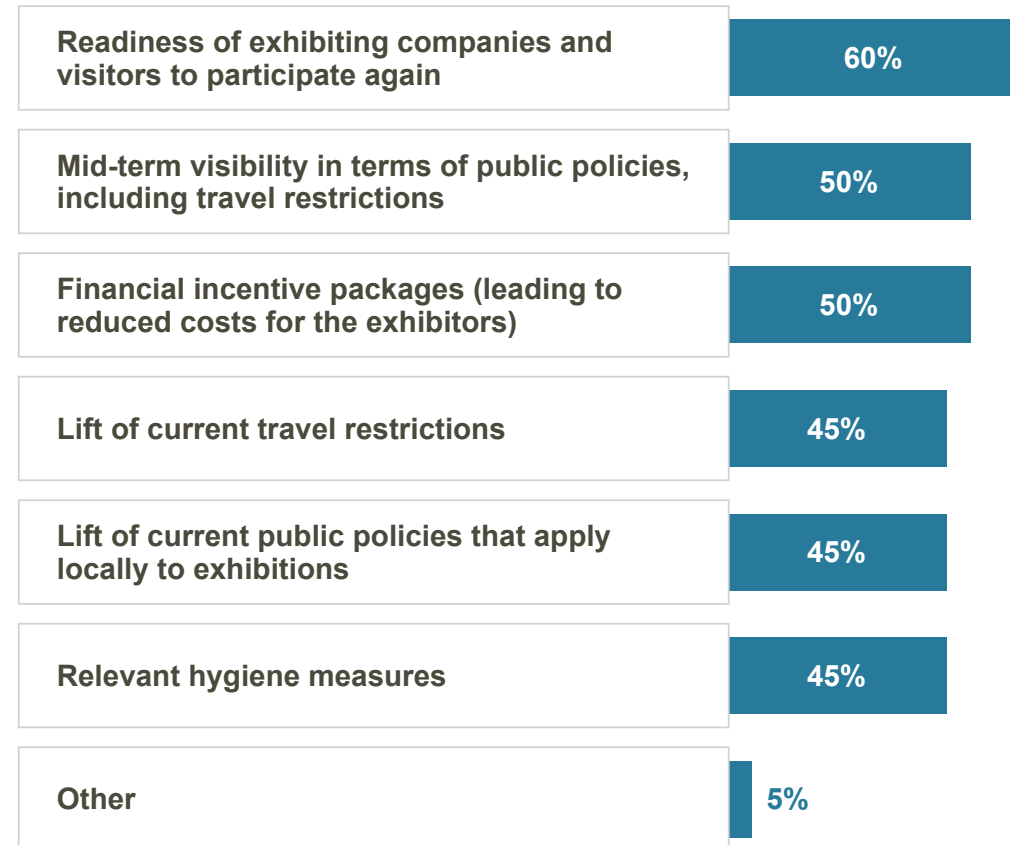 Readiness of exhibiting companies and
visitors to participate again
60%
Mid-term visibility in terms of public policies,
including travel restrictions
50%
Financial incentive packages (leading to
reduced costs for the exhibitors)
50%
Lift of current travel restrictions
45%
Lift of current public policies that apply
locally to exhibitions
45%
Relevant hygiene measures
45%
Other
5%